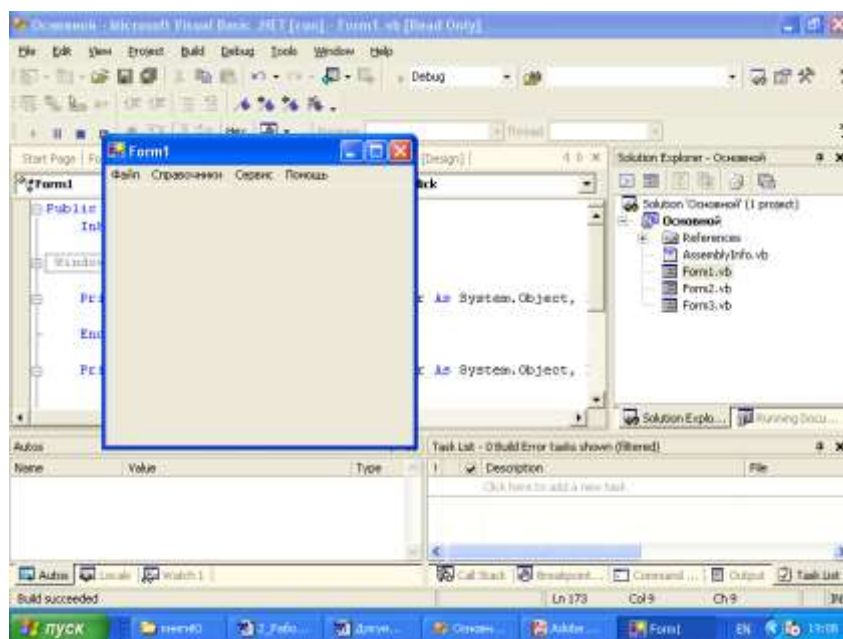 Основной - Microsoft Visual Basic .NET [run] - Form1.vb [Read Only]
File Edit View Project Build Debug Tools Window Help
Debug
Hex
Thread
Start Page
[Design]
Solution Explorer - Основной
Form1
Form1
Файл Справочники Сервис Помощь
Solution 'Основной' (1 project)
Основной
References
AssemblyInfo.vb
Form1.vb
Form2.vb
Form3.vb
Public
Windows
As System.Object,
End
As System.Object,
Solution Explo... Running Docu...
Autos
Task List - 0 Build Error tasks shown (filtered)
Name Value Type
! Description File
Click here to add a new task
Autos Locals Watch 1
Call Stack Breakpoint... Command ... Output Task List
Build succeeded Ln 173 Col 9 Ch 9
пуск
Adobe ...
Form1
EN